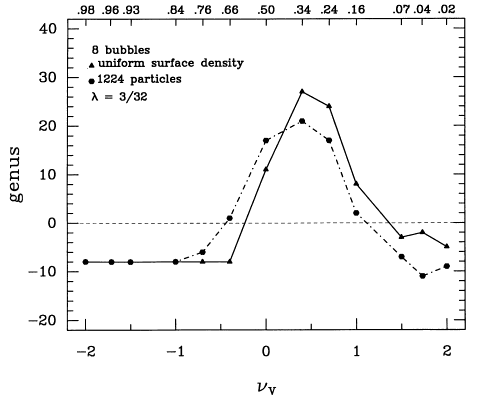 .98 .96 .93 .84 .76 .66 .50 .34 .24 .16 .07 .04 .02
40
8 bubbles
uniform surface density
1224 particles
λ = 3/32
30
20
10
0
−10
−20
genus
−2 −1 0 1 2
νv